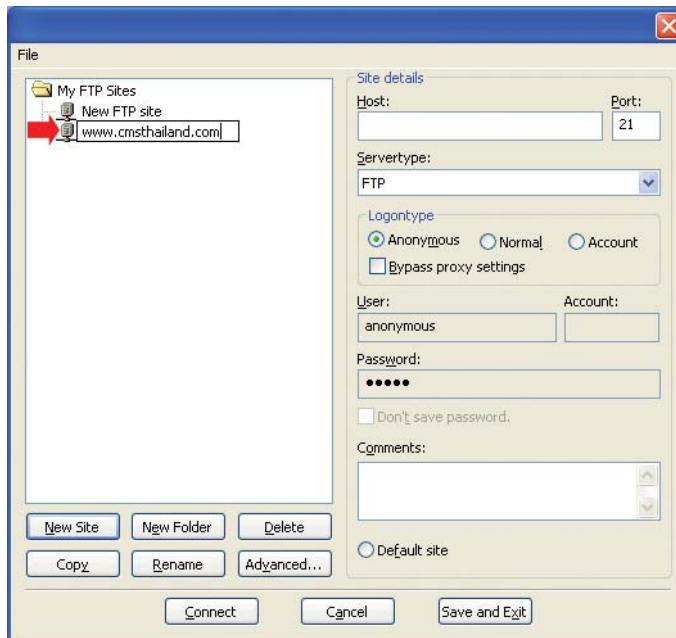 File
My FTP Sites
New FTP site
www.cmsthailand.com
New Site New Folder Delete
Copy Rename Advanced...
Site details
Host: Port:
21
Servertype:
FTP
Logontype
Anonymous Normal Account
Bypass proxy settings
User: Account:
anonymous
Password:
•••••
Don't save password.
Comments:
Default site
Connect Cancel Save and Exit